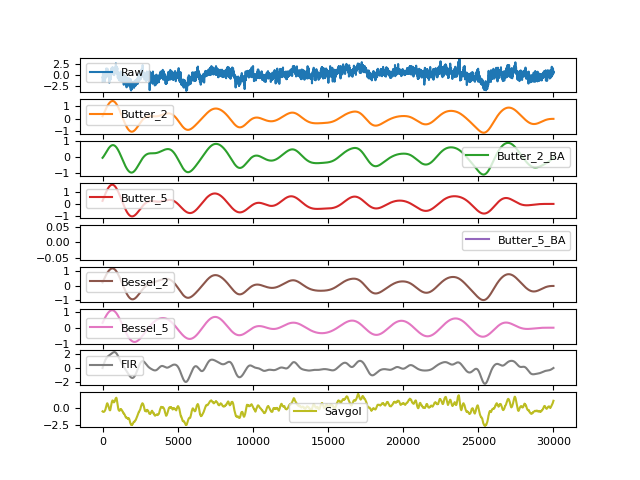 2.5
0.0
−2.5
Raw
1
0
−1
Butter_2
1
0
−1
Butter_2_BA
1
0
−1
Butter_5
0.05
0.00
−0.05
Butter_5_BA
1
0
−1
Bessel_2
1
0
−1
Bessel_5
2
0
−2
FIR
0.0
−2.5
Savgol
0 5000 10000 15000 20000 25000 30000